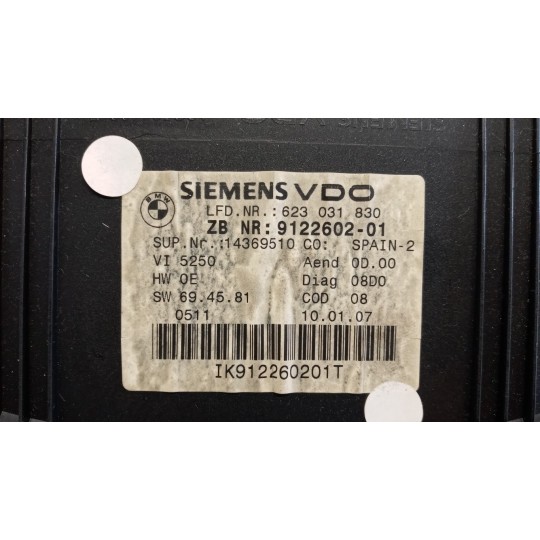 SIEMENS VDO
BMW
LFD.NR.: 623 031 830
ZB NR: 9122602-01
SUP.Nr.:14369510 CO: SPAIN-2
VI 5250 Aend 0D.00
HW 0E Diag 08D0
SW 69.45.81 COD 08
0511 10.01.07
IK912260201T